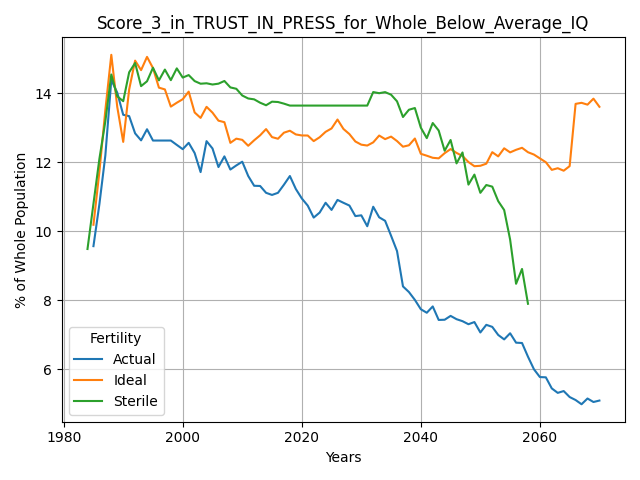 Score_3_in_TRUST_IN_PRESS_for_Whole_Below_Average_IQ
% of Whole Population
14
12
10
8
6
Fertility
Actual
Ideal
Sterile
1980
2000
2020
2040
2060
Years